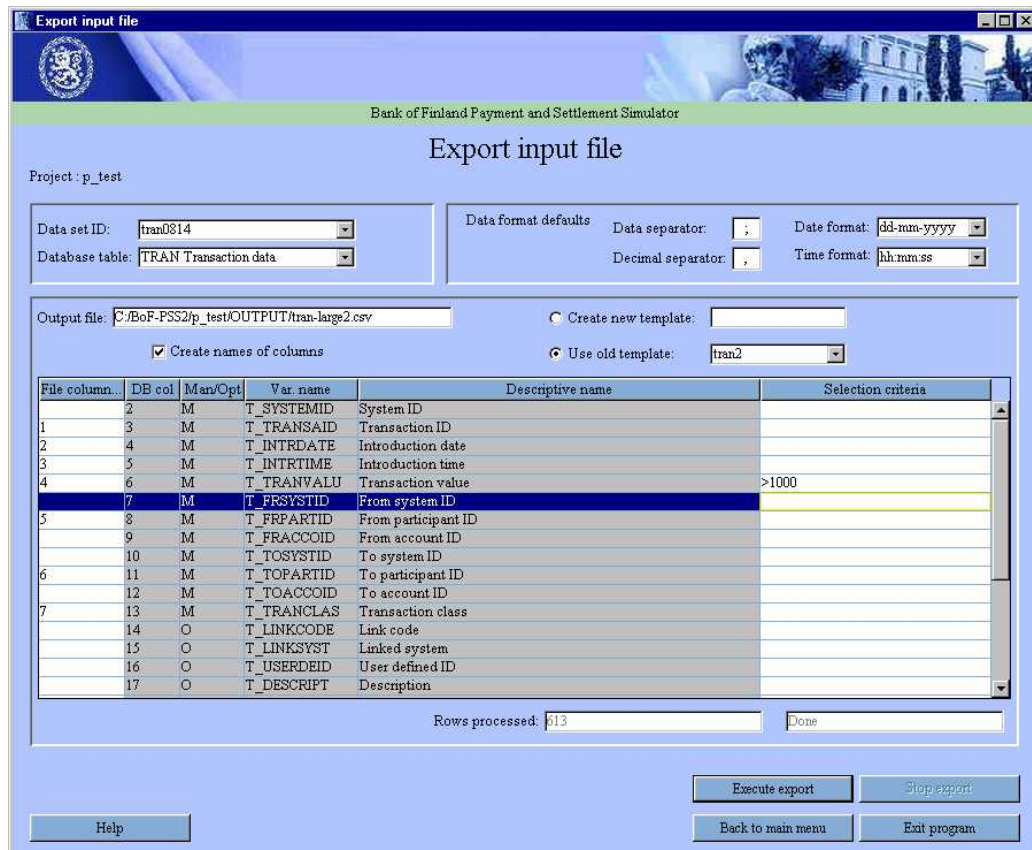 Export input file
Bank of Finland Payment and Settlement Simulator
Export input file
Project : p_test
Data set ID: tran0814
Database table: TRAN Transaction data
Data format defaults
Data separator: ;
Decimal separator: ,
Date format: dd-mm-yyyy
Time format: hh:mm:ss
Output file: C:/BoF-PSS2/p_test/OUTPUT/tran-large2.csv
Create names of columns
Create new template:
Use old template: tran2
File column... DB col Man/Opt Var. name Descriptive name Selection criteria
2 M T_SYSTEMID System ID
1 3 M T_TRANSAID Transaction ID
2 4 M T_INTRDATE Introduction date
3 5 M T_INTRTIME Introduction time
4 6 M T_TRANVALU Transaction value >1000
7 M T_FRSYSTID From system ID
5 8 M T_FRPARTID From participant ID
9 M T_FRACCOID From account ID
10 M T_TOSYSTID To system ID
6 11 M T_TOPARTID To participant ID
12 M T_TOACCOID To account ID
7 13 M T_TRANCLAS Transaction class
14 O T_LINKCODE Link code
15 O T_LINKSYST Linked system
16 O T_USERDEID User defined ID
17 O T_DESCRIPT Description
Rows processed: 613 Done
Execute export Stop export
Help Back to main menu Exit program